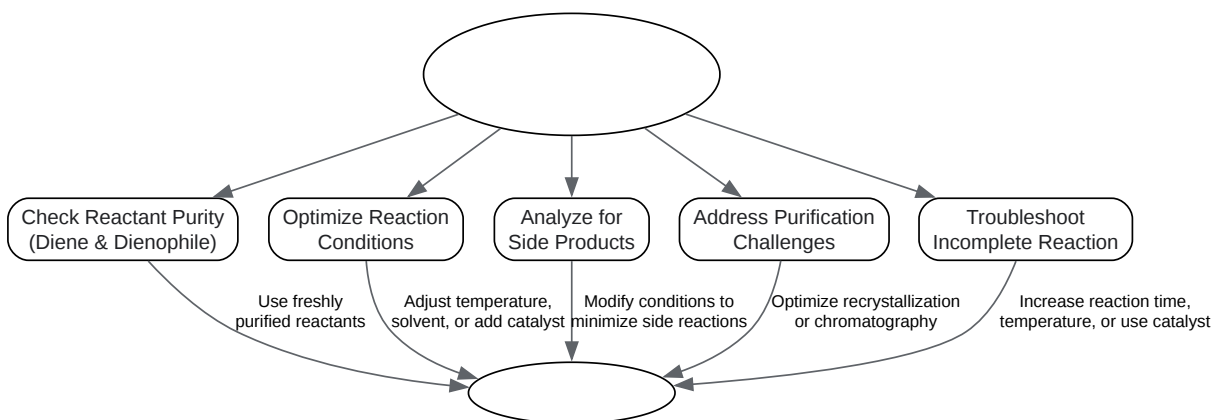 Check Reactant Purity
(Diene & Dienophile)
Optimize Reaction
Conditions
Analyze for
Side Products
Address Purification
Challenges
Troubleshoot
Incomplete Reaction
Use freshly
purified reactants
Adjust temperature,
solvent, or add catalyst
Modify conditions to
minimize side reactions
Optimize recrystallization
or chromatography
Increase reaction time,
temperature, or use catalyst